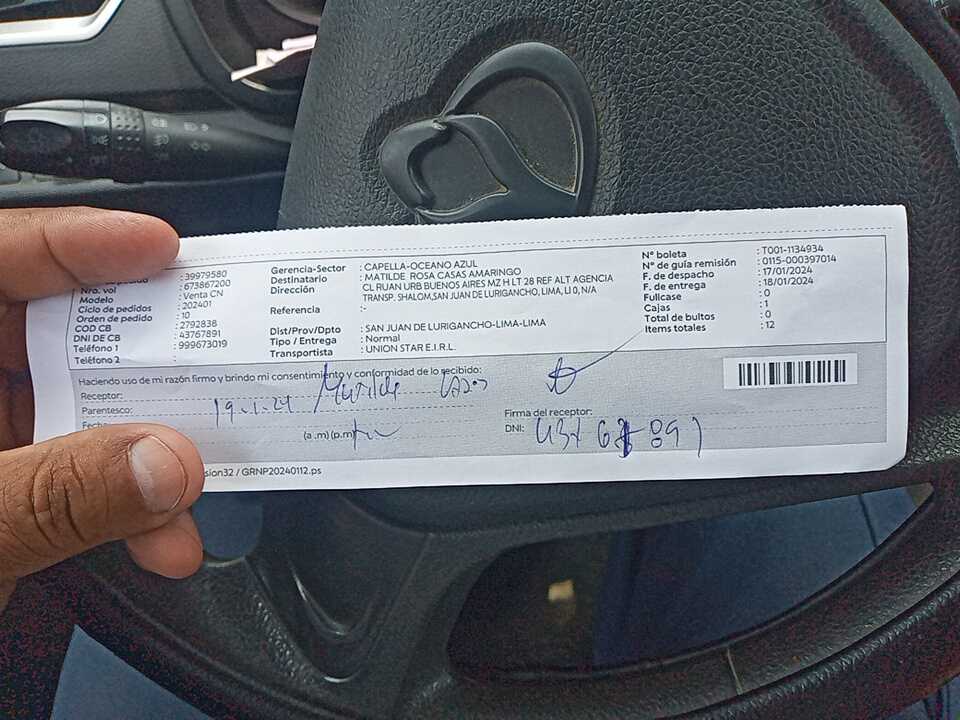 : 39979580
Nro. vol : 673867200
Modelo : Venta CN
Ciclo de pedidos : 202401
Orden de pedido : 10
COD CB : 2792838
DNI DE CB : 43767891
Teléfono 1 : 999673019
Teléfono 2 :
Gerencia-Sector : CAPELLA-OCEANO AZUL
Destinatario : MATILDE ROSA CASAS AMARINGO
Dirección : CL RUAN URB BUENOS AIRES MZ H LT 28 REF ALT AGENCIA
TRANSP. SHALOM,SAN JUAN DE LURIGANCHO, LIMA, LI 0, N/A
Referencia :-
Dist/Prov/Dpto : SAN JUAN DE LURIGANCHO-LIMA-LIMA
Tipo / Entrega : Normal
Transportista : UNION STAR E.I.R.L.
N° boleta : T001-1134934
N° de guía remisión : 0115-000397014
F. de despacho : 17/01/2024
F. de entrega : 18/01/2024
Fullcase : 0
Cajas : 1
Total de bultos : 0
Items totales : 12
Haciendo uso de mi razón firmo y brindo mi consentimiento y conformidad de lo recibido:
Receptor: Matilde
Parentesco:
Fecha 19-1-24
(a.m)(p.m)
Firma del receptor:
DNI:
sion32 / GRNP20240112.ps